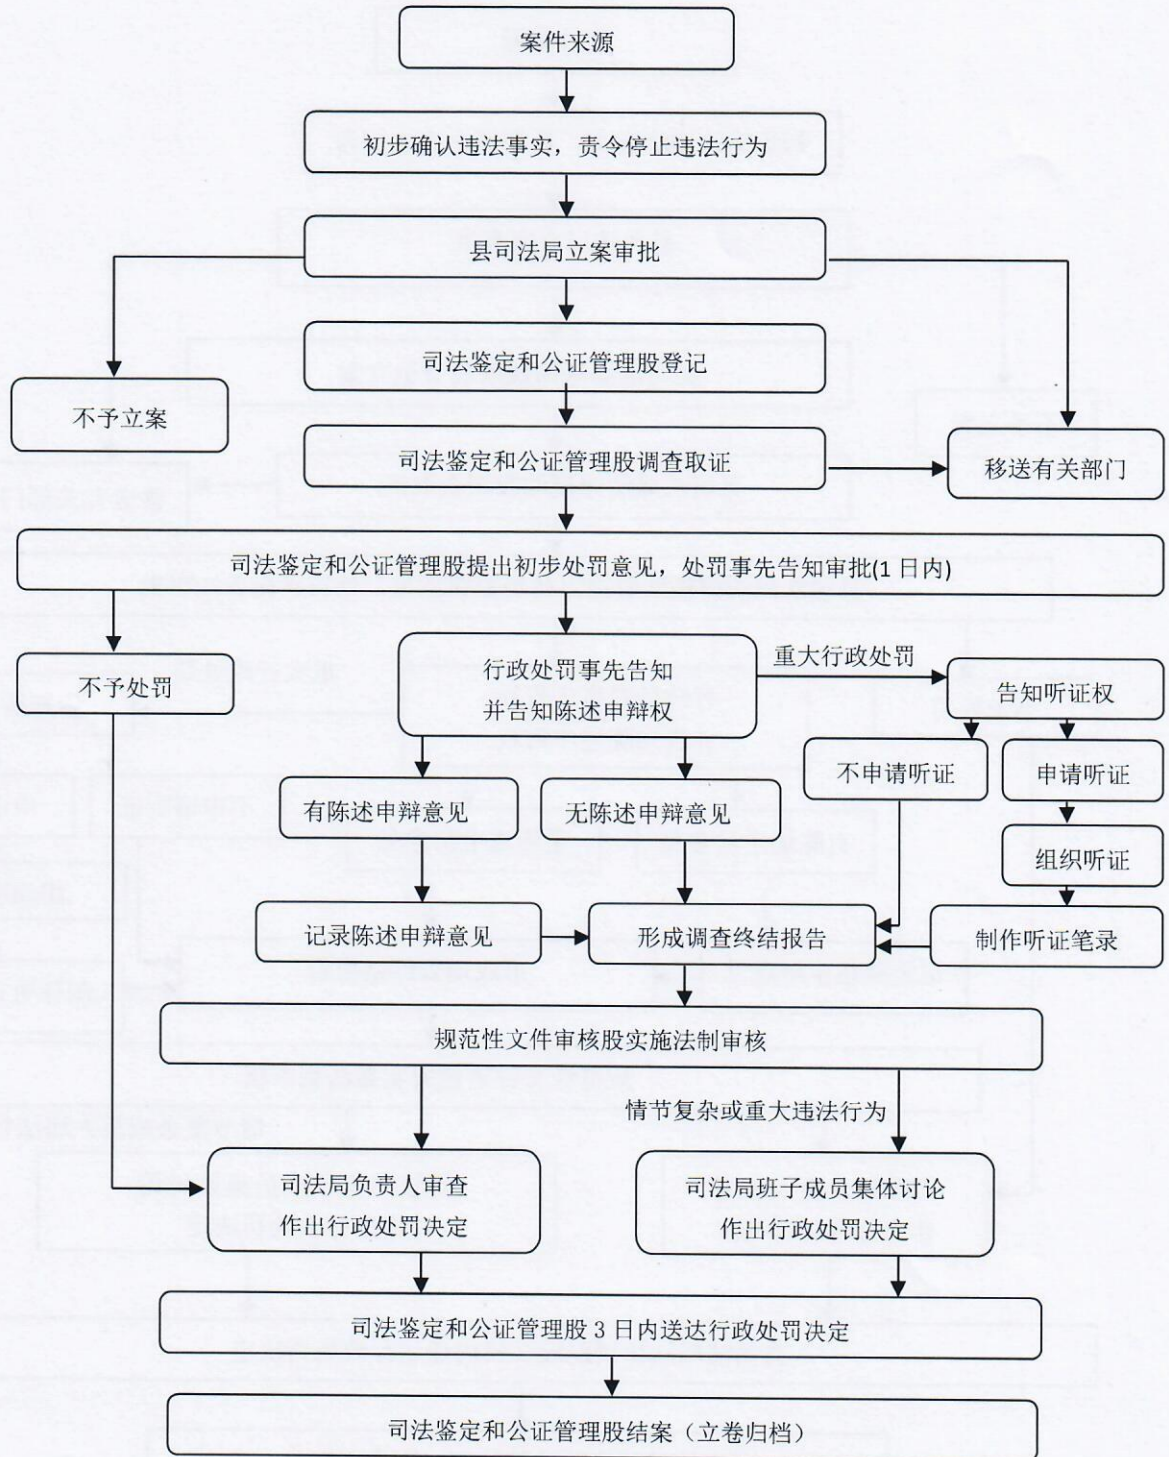 案件来源
初步确认违法事实，责令停止违法行为
县司法局立案审批
司法鉴定和公证管理股登记
不予立案
司法鉴定和公证管理股调查取证
移送有关部门
司法鉴定和公证管理股提出初步处罚意见，处罚事先告知审批(1日内)
不予处罚
行政处罚事先告知
并告知陈述申辩权
重大行政处罚
告知听证权
不申请听证
申请听证
有陈述申辩意见
无陈述申辩意见
组织听证
记录陈述申辩意见
形成调查终结报告
制作听证笔录
规范性文件审核股实施法制审核
情节复杂或重大违法行为
司法局负责人审查
作出行政处罚决定
司法局班子成员集体讨论
作出行政处罚决定
司法鉴定和公证管理股3日内送达行政处罚决定
司法鉴定和公证管理股结案（立卷归档）